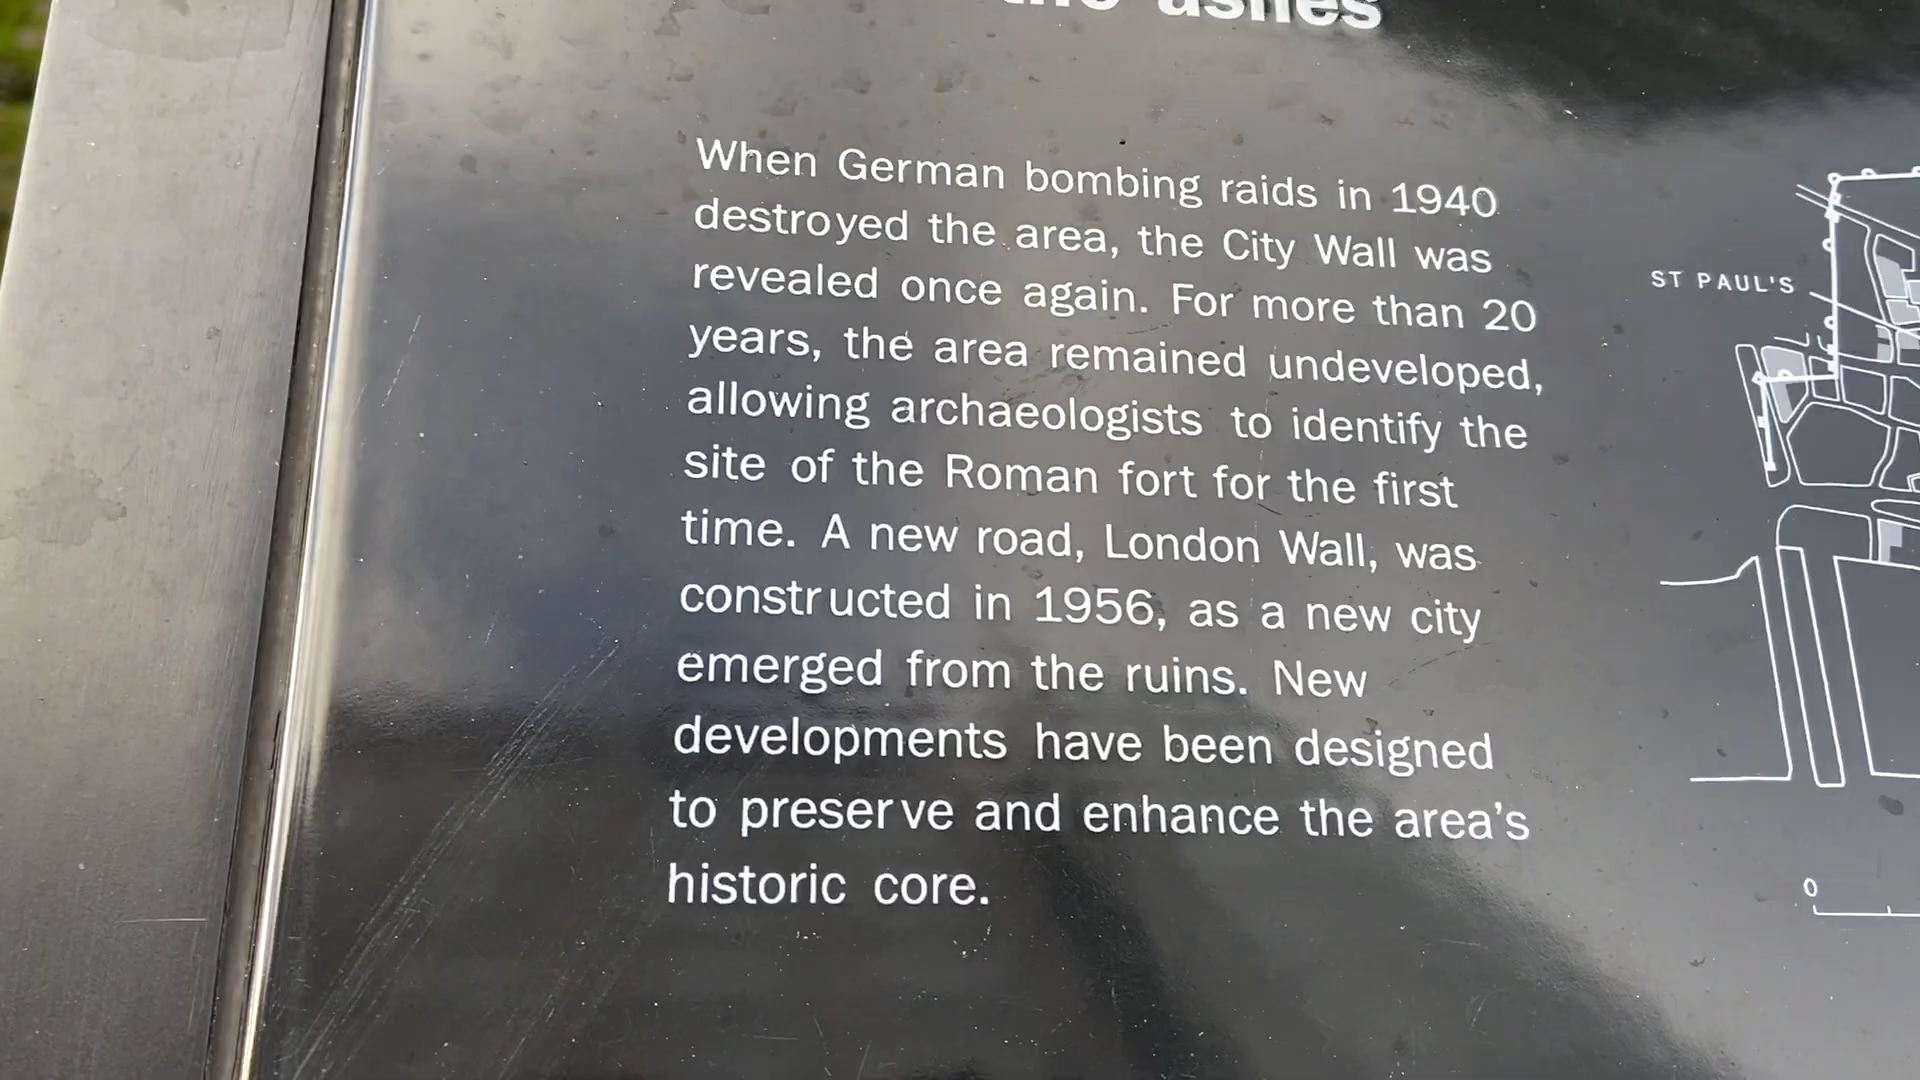 the ashes
When German bombing raids in 1940
destroyed the area, the City Wall was
revealed once again. For more than 20
years, the area remained undeveloped,
allowing archaeologists to identify the
site of the Roman fort for the first
time. A new road, London Wall, was
constructed in 1956, as a new city
emerged from the ruins. New
developments have been designed
to preserve and enhance the area's
historic core.
ST PAUL'S
0